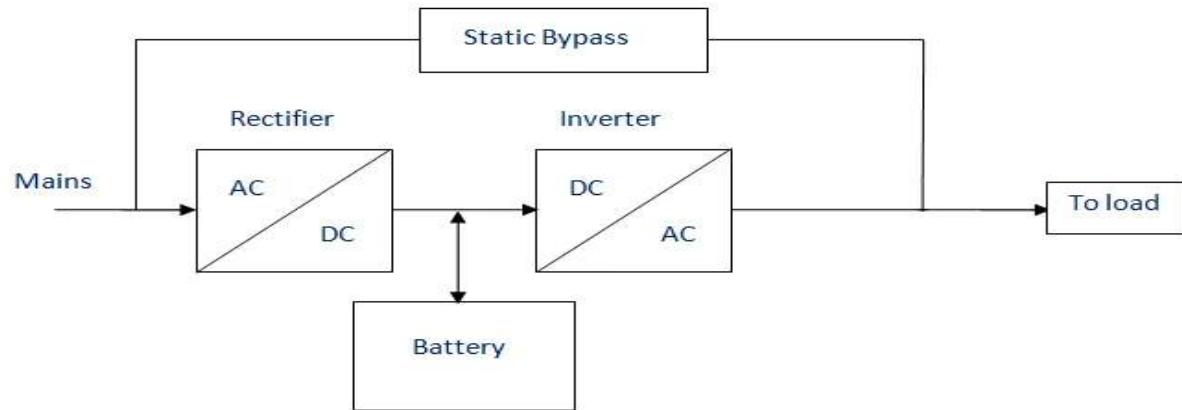 Static Bypass
Rectifier
Inverter
Mains
AC
DC
DC
AC
To load
Battery